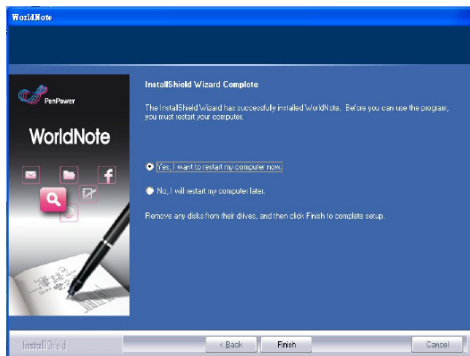 WorldNote
PenPower
WorldNote
InstallShield Wizard Complete
The InstallShield Wizard has successfully installed WorldNote. Before you can use the program,
you must restart your computer.
Yes, I want to restart my computer now.
No, I will restart my computer later.
Remove any disks from their drives, and then click Finish to complete setup.
InstallShield
< Back
Finish
Cancel